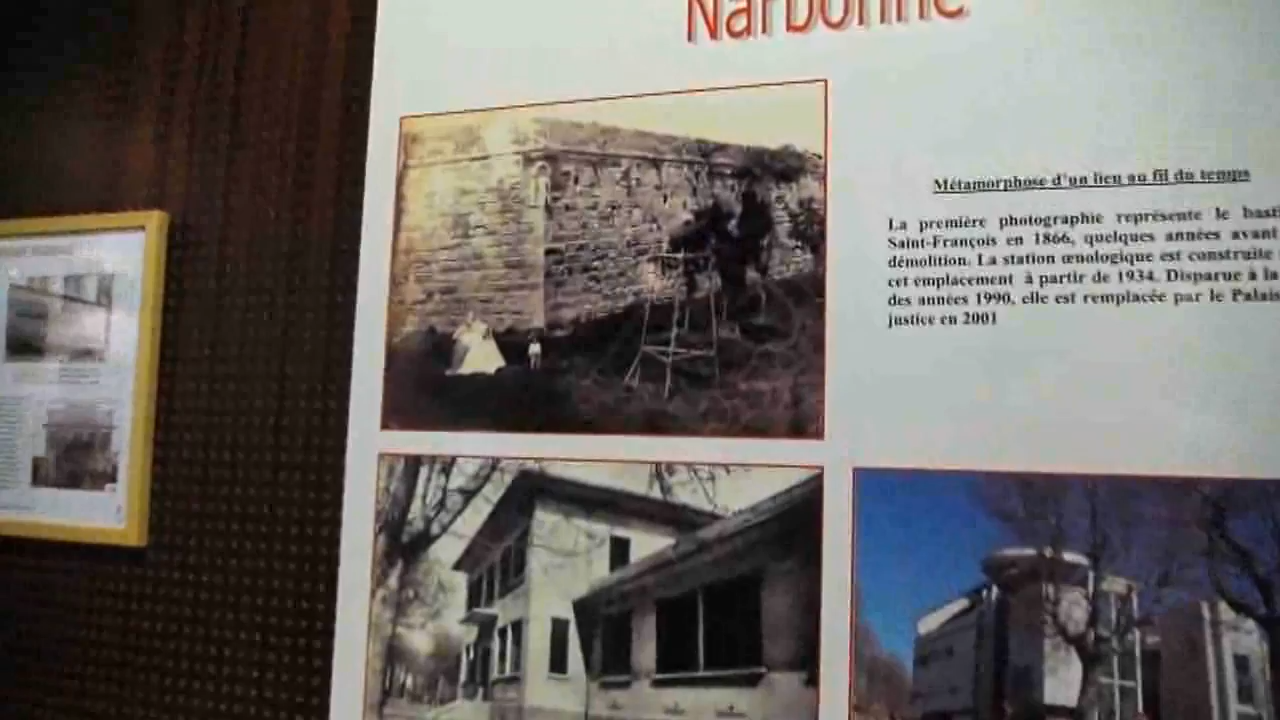 Narbonne
Métamorphose d'un lieu au fil du temps
La première photographie représente le
Saint-François en 1866, quelques années avant
démolition. La station œnologique est construite
cet emplacement à partir de 1934. Disparue à la
des années 1990, elle est remplacée par le Palais
justice en 2001